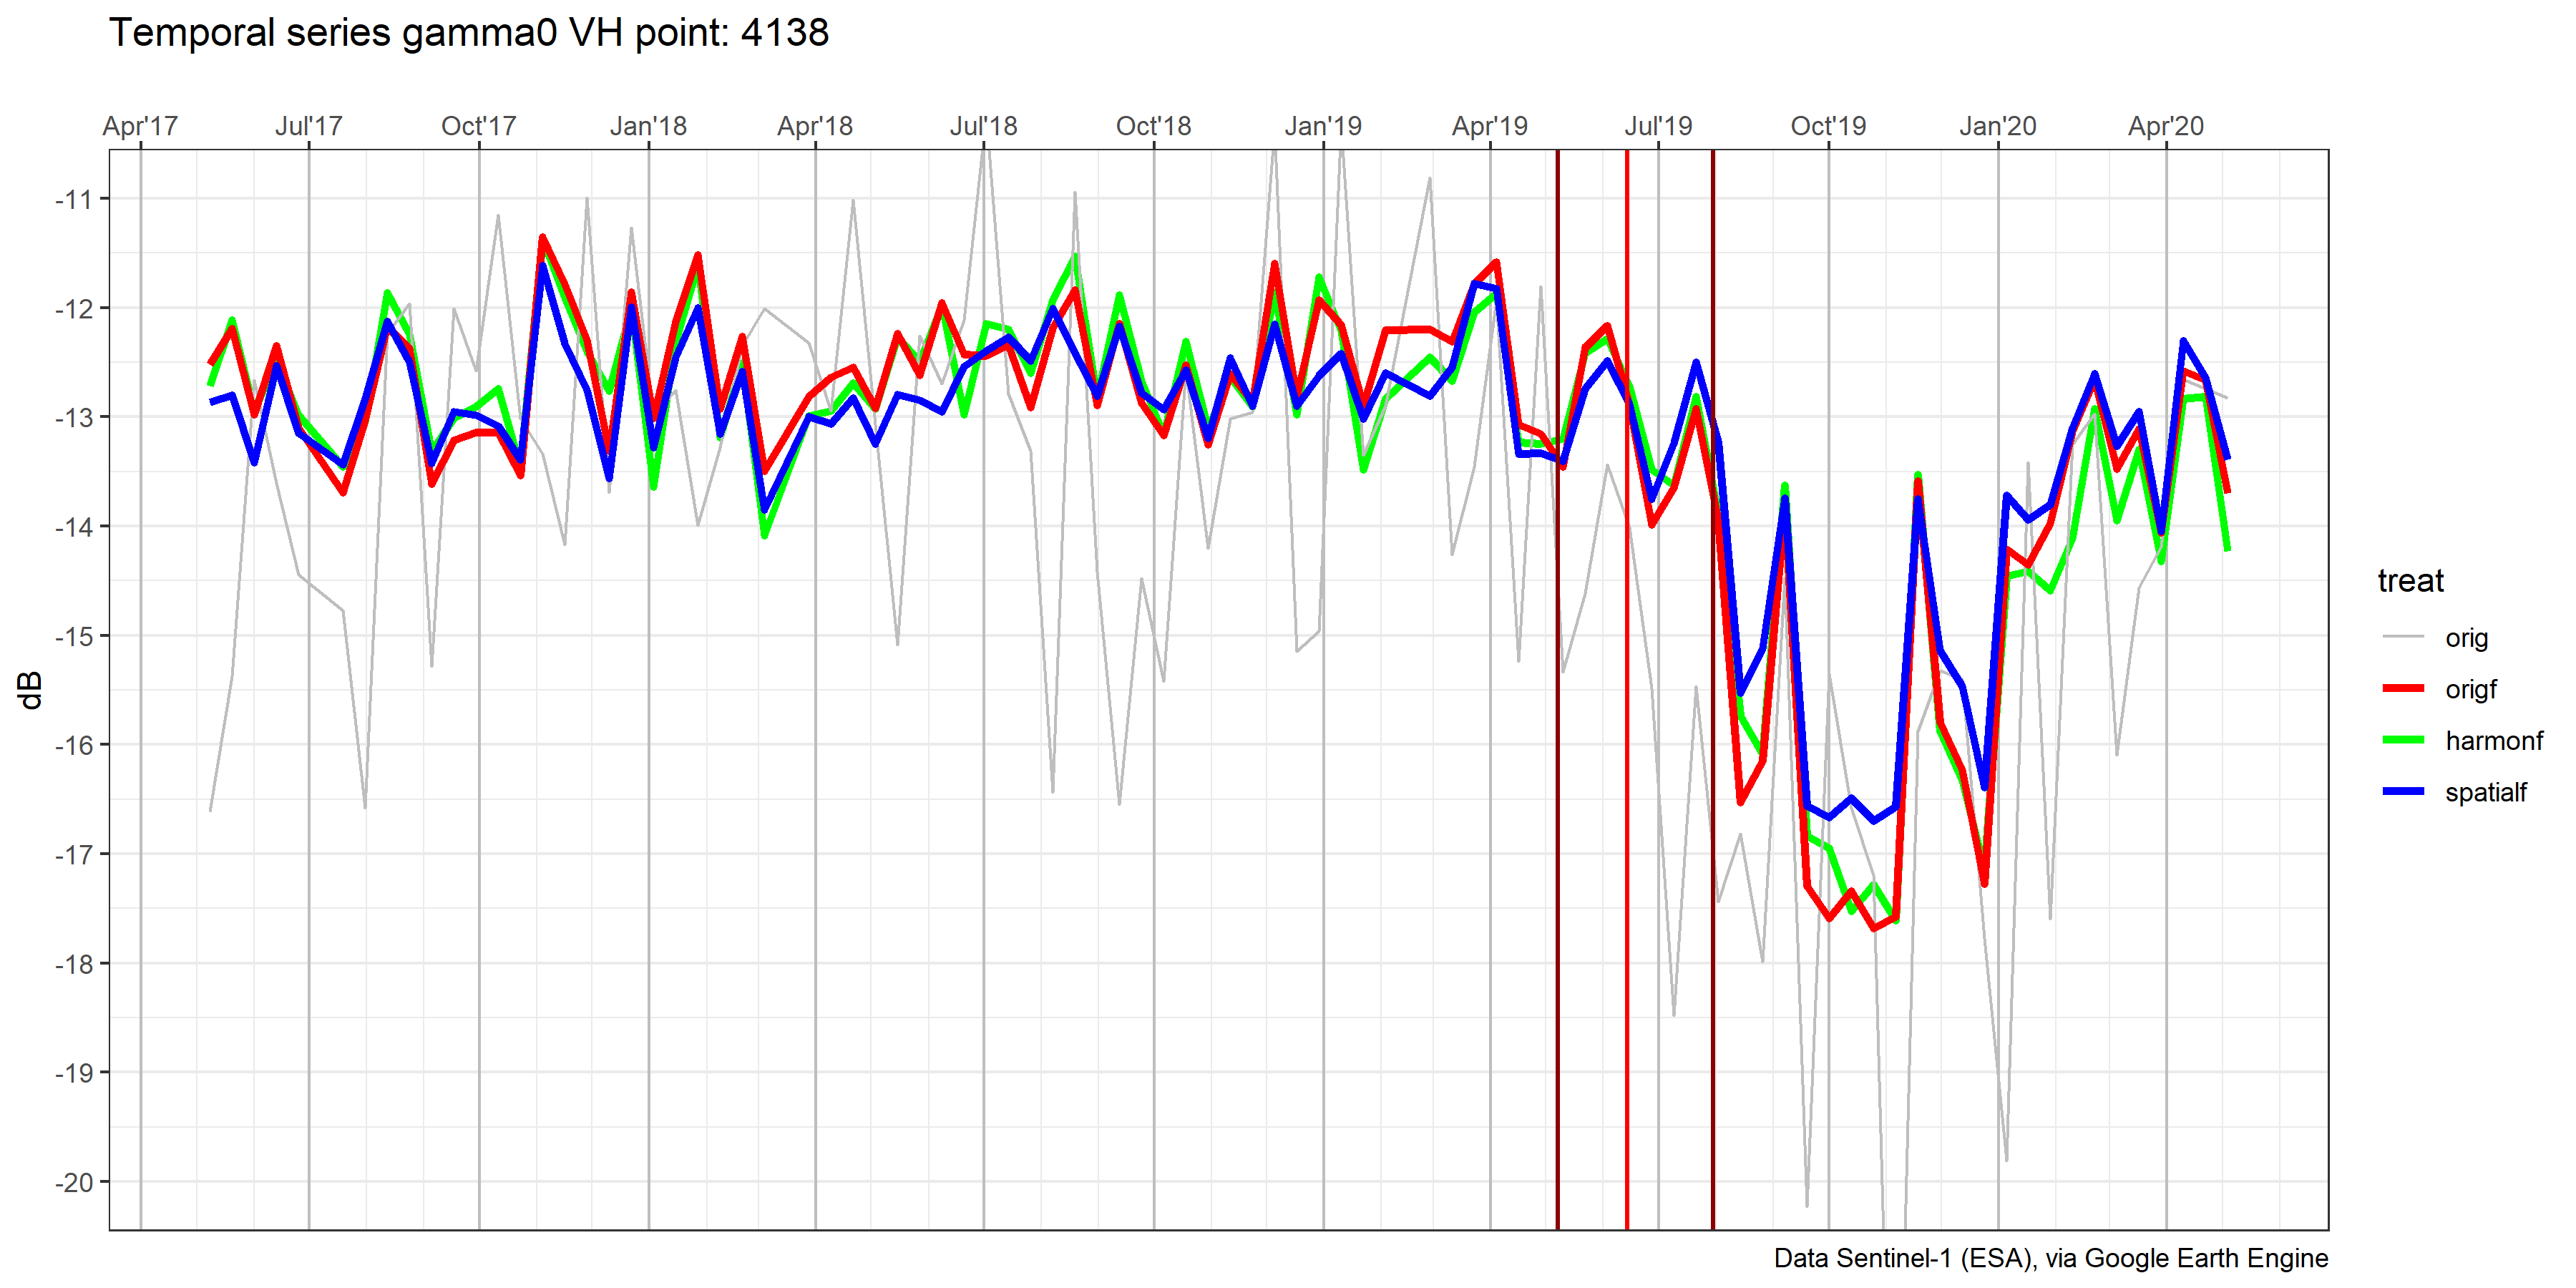 Temporal series gamma0 VH point: 4138
Apr'17 Jul'17 Oct'17 Jan'18 Apr'18 Jul'18 Oct'18 Jan'19 Apr'19 Jul'19 Oct'19 Jan'20 Apr'20
-11
-12
-13
-14
-15
-16
-17
-18
-19
-20
dB
treat
orig
origf
harmonf
spatialf
Data Sentinel-1 (ESA), via Google Earth Engine